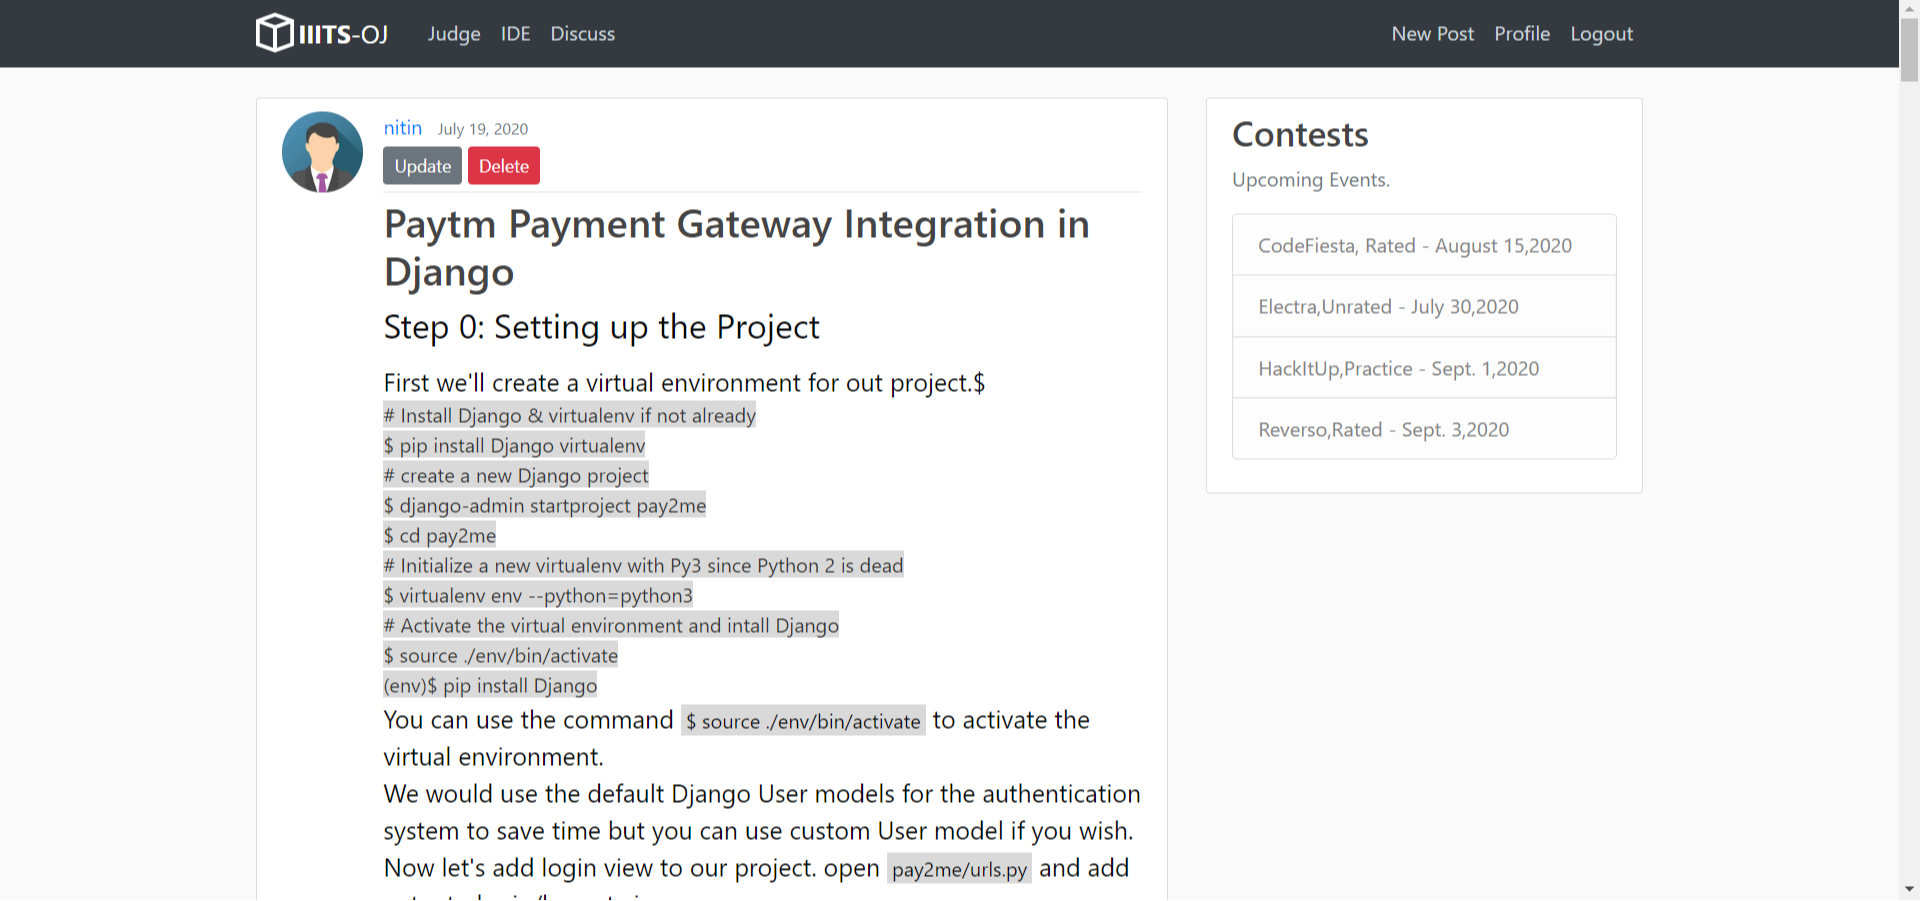 IIITS-OJ
Judge IDE Discuss
New Post Profile Logout
nitin July 19, 2020
Update Delete
Paytm Payment Gateway Integration in
Django
Step 0: Setting up the Project
First we'll create a virtual environment for out project.$
# Install Django & virtualenv if not already
$ pip install Django virtualenv
# create a new Django project
$ django-admin startproject pay2me
$ cd pay2me
# Initialize a new virtualenv with Py3 since Python 2 is dead
$ virtualenv env --python=python3
# Activate the virtual environment and intall Django
$ source ./env/bin/activate
(env)$ pip install Django
You can use the command $ source ./env/bin/activate to activate the
virtual environment.
We would use the default Django User models for the authentication
system to save time but you can use custom User model if you wish.
Now let's add login view to our project. open pay2me/urls.py and add
Contests
Upcoming Events.
CodeFiesta, Rated - August 15,2020
Electra,Unrated - July 30,2020
HackItUp,Practice - Sept. 1,2020
Reverso,Rated - Sept. 3,2020